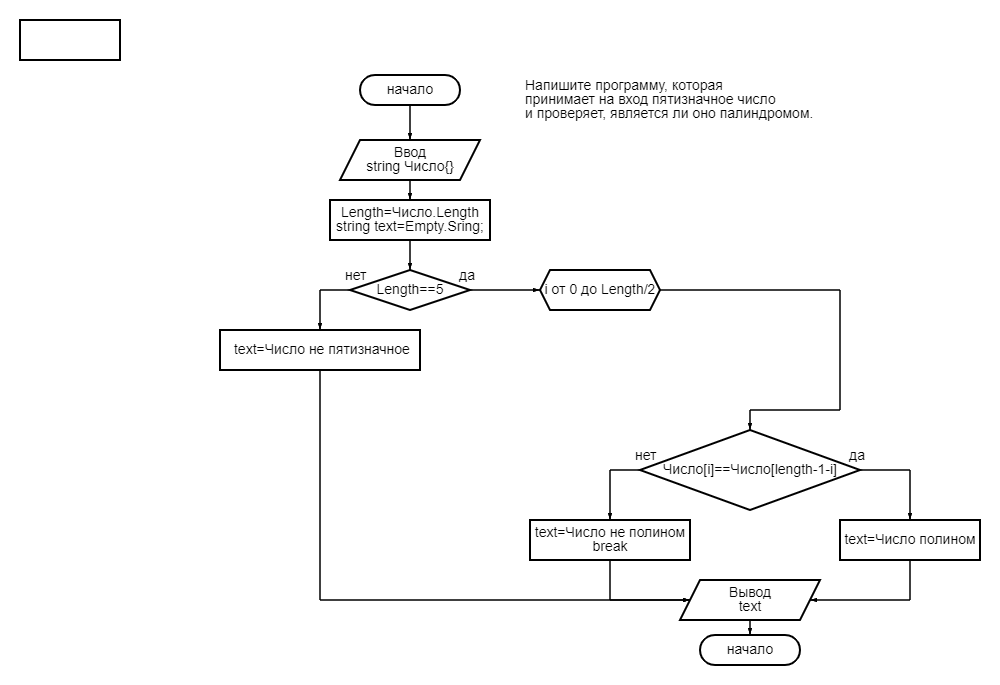 начало
Напишите программу, которая
принимает на вход пятизначное число
и проверяет, является ли оно палиндромом.
Ввод
string Число{}
Length=Число.Length
string text=Empty.Sring;
нет
да
Length==5
i от 0 до Length/2
text=Число не пятизначное
нет
да
Число[i]==Число[length-1-i]
text=Число не полином
break
text=Число полином
Вывод
text
начало